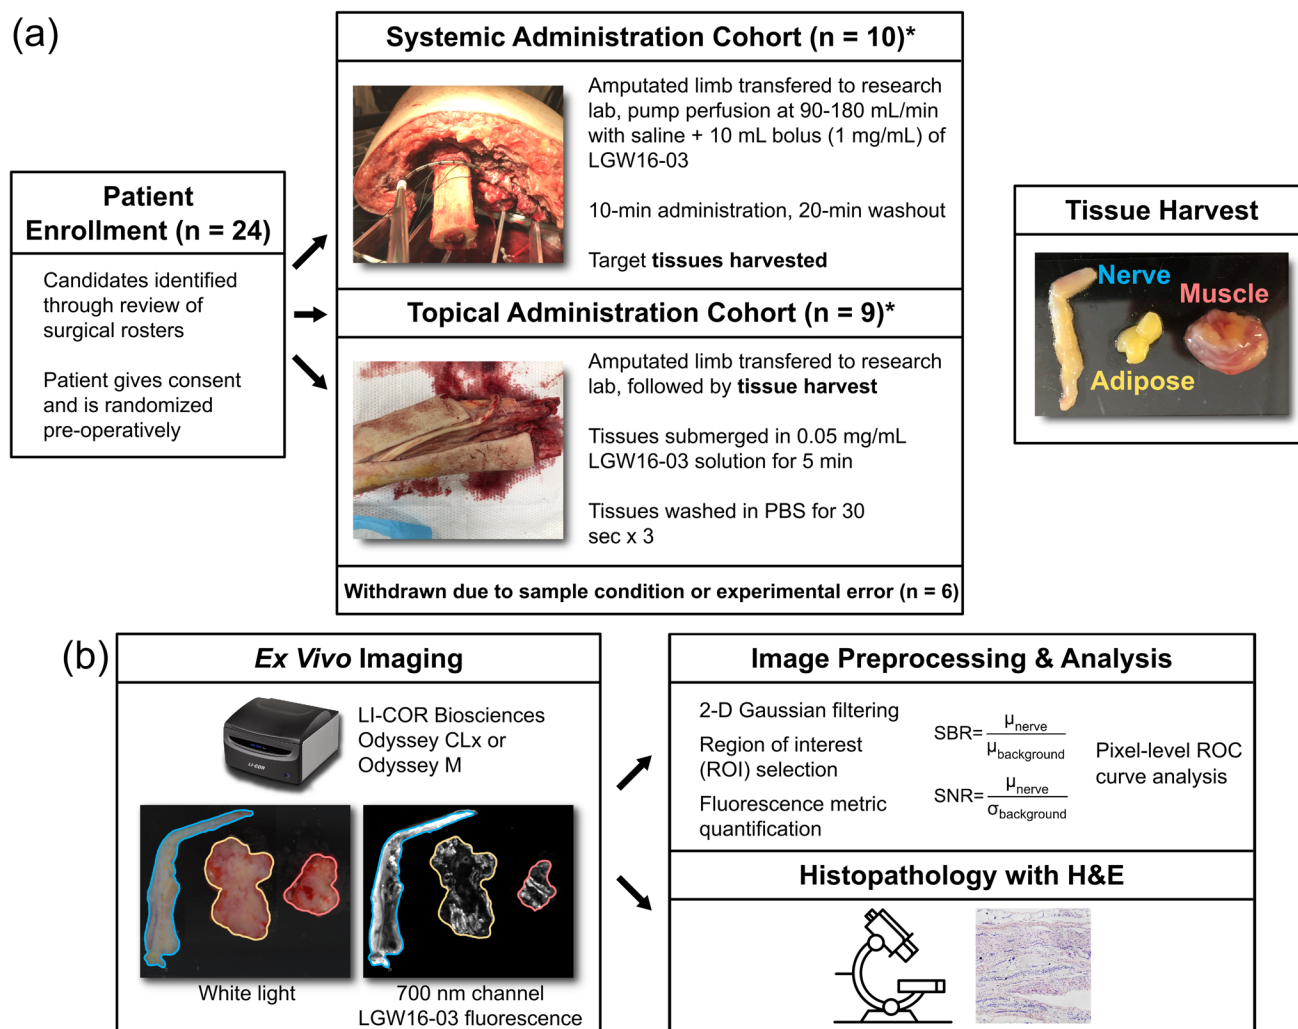 (a)
Patient
Enrollment (n = 24)
Candidates identified
through review of
surgical rosters
Patient gives consent
and is randomized
pre-operatively
Systemic Administration Cohort (n = 10)*
Amputated limb transfered to research
lab, pump perfusion at 90-180 mL/min
with saline + 10 mL bolus (1 mg/mL) of
LGW16-03
10-min administration, 20-min washout
Target tissues harvested
Topical Administration Cohort (n = 9)*
Amputated limb transfered to research
lab, followed by tissue harvest
Tissues submerged in 0.05 mg/mL
LGW16-03 solution for 5 min
Tissues washed in PBS for 30
sec x 3
Withdrawn due to sample condition or experimental error (n = 6)
Tissue Harvest
Nerve
Muscle
Adipose
(b)
Ex Vivo Imaging
LI-COR Biosciences
Odyssey CLx or
Odyssey M
LI-COR
White light
700 nm channel
LGW16-03 fluorescence
Image Preprocessing & Analysis
2-D Gaussian filtering
Region of interest
(ROI) selection
Fluorescence metric
quantification
SBR= μnerve / μbackground
SNR= μnerve / σbackground
Pixel-level ROC
curve analysis
Histopathology with H&E